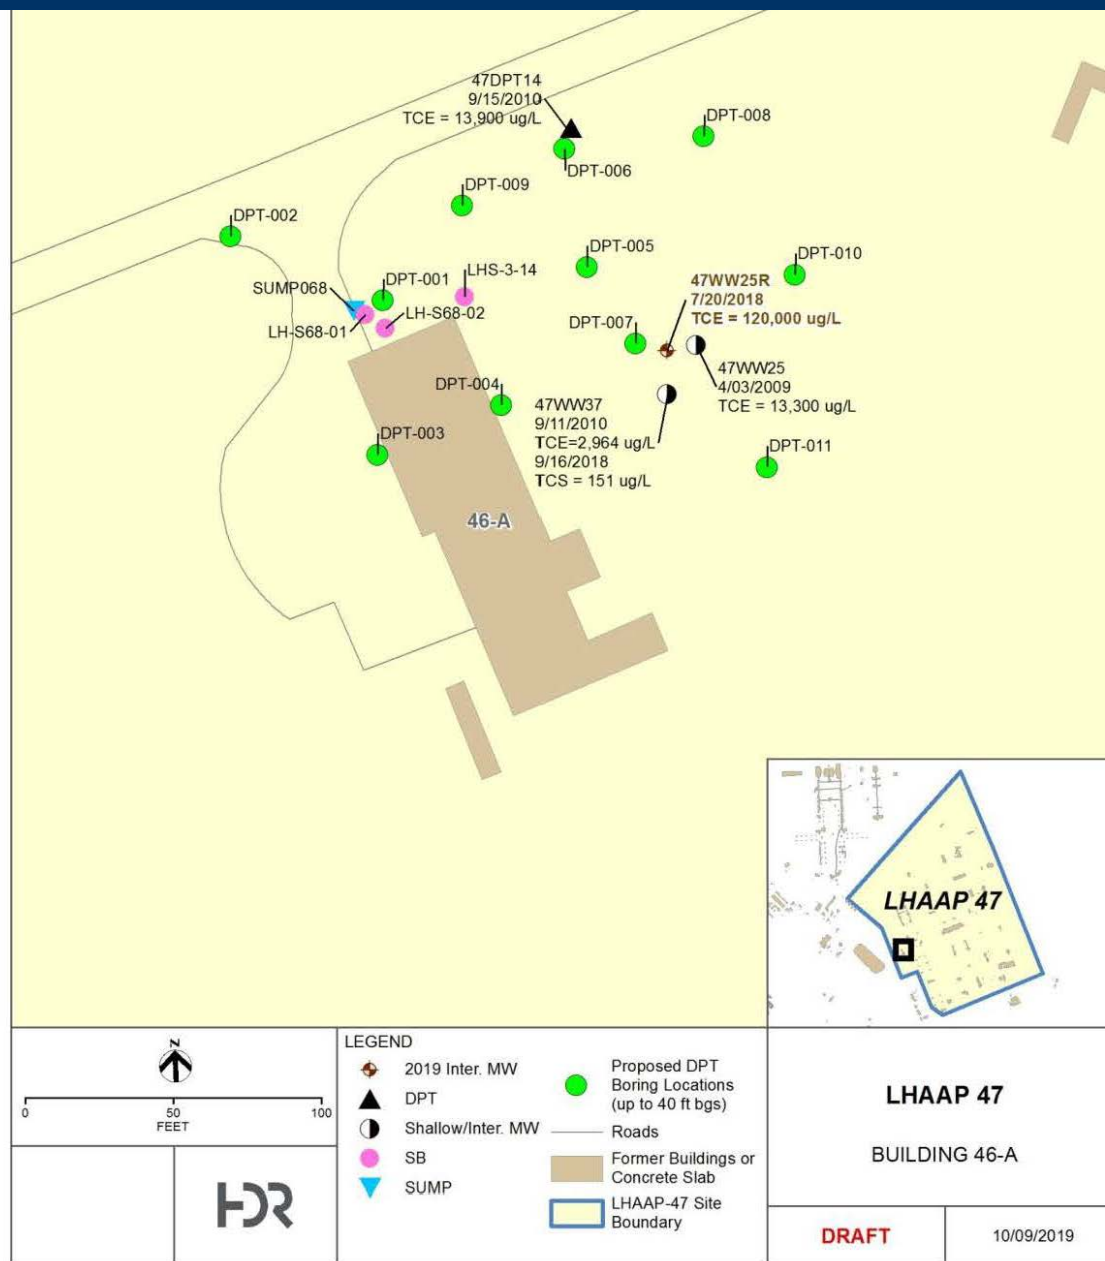 47DPT14
9/15/2010
TCE = 13,900 ug/L
DPT-008
DPT-006
DPT-009
DPT-002
DPT-005
DPT-010
SUMP068
DPT-001
LHS-3-14
LH-S68-01
LH-S68-02
47WW25R
7/20/2018
TCE = 120,000 ug/L
DPT-007
47WW25
4/03/2009
TCE = 13,300 ug/L
DPT-004
47WW37
9/11/2010
TCE=2,964 ug/L
9/16/2018
TCS = 151 ug/L
DPT-003
DPT-011
46-A
LHAAP 47
N
0 50 100
FEET
HDR
LEGEND
2019 Inter. MW
DPT
Shallow/Inter. MW
SB
SUMP
Proposed DPT
Boring Locations
(up to 40 ft bgs)
Roads
Former Buildings or
Concrete Slab
LHAAP-47 Site
Boundary
LHAAP 47
BUILDING 46-A
DRAFT
10/09/2019